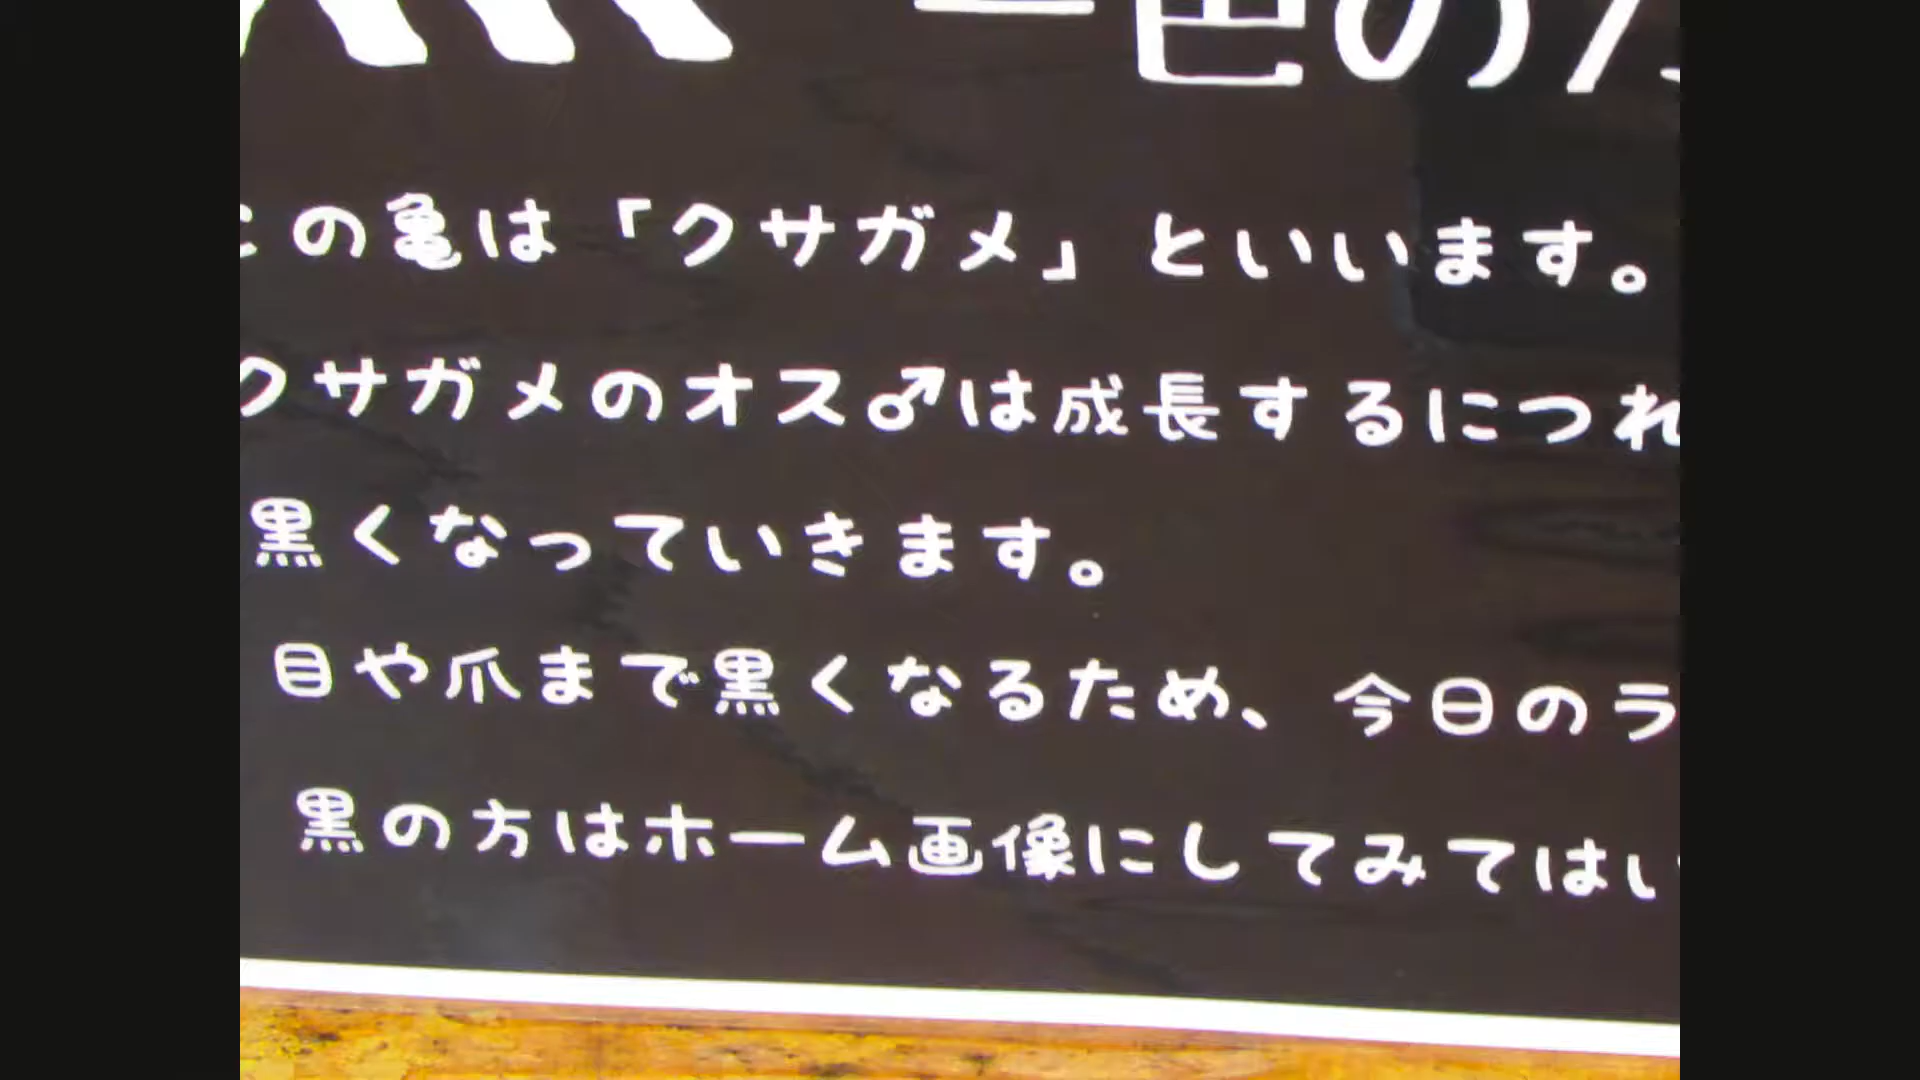 色の
の亀は「クサガメ」といいます。
クサガメのオス♂は成長するにつれ
黒くなっていきます。
目や爪まで黒くなるため、今日のラ
黒の方はホーム画像にしてみてはい